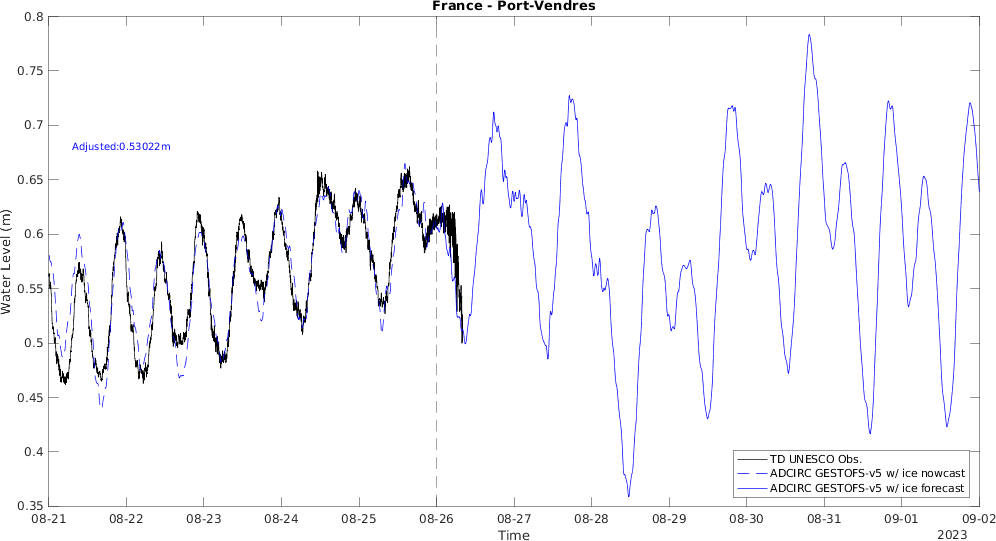 France - Port-Vendres
0.8
0.75
0.7
0.65
0.6
0.55
0.5
0.45
0.4
0.35
Water Level (m)
Adjusted:0.53022m
TD UNESCO Obs.
ADCIRC GESTOFS-v5 w/ ice nowcast
ADCIRC GESTOFS-v5 w/ ice forecast
08-21 08-22 08-23 08-24 08-25 08-26 08-27 08-28 08-29 08-30 08-31 09-01 09-02
Time
2023